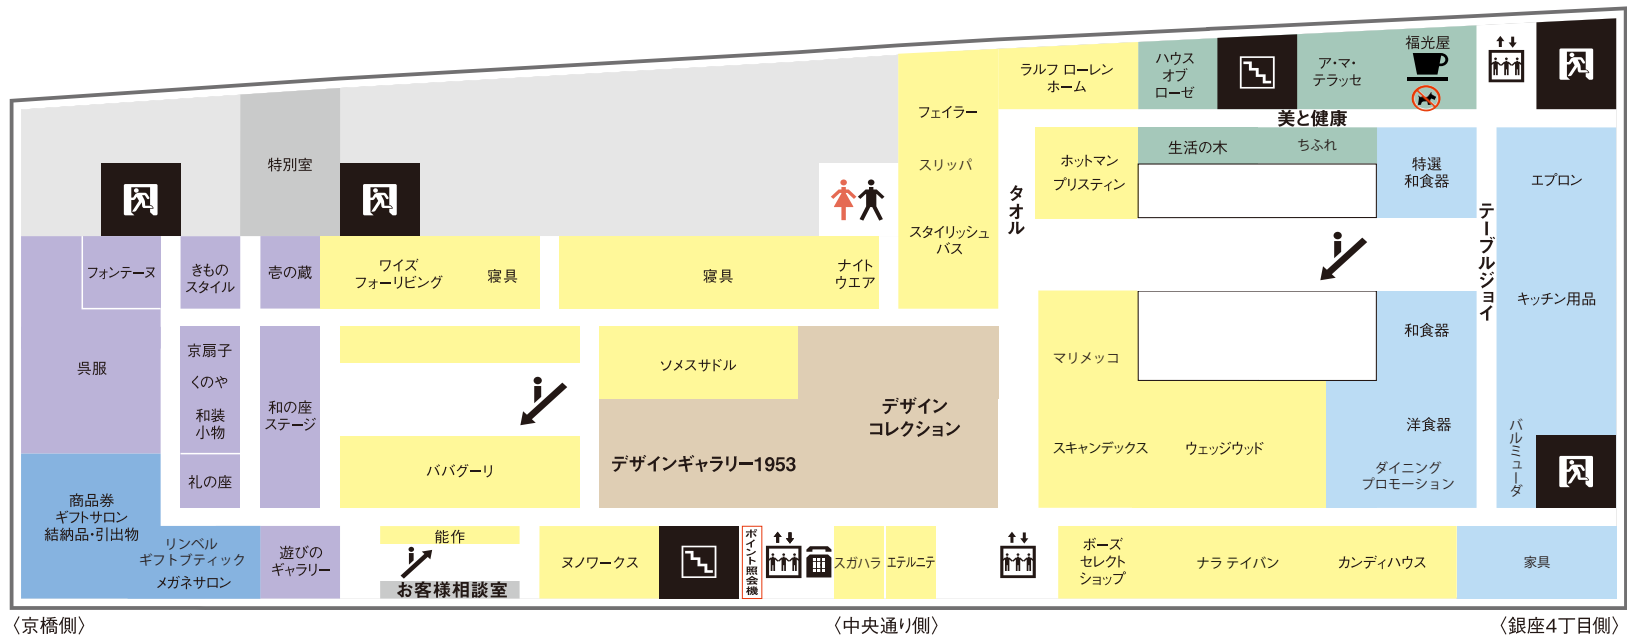 福光屋
ラルフ ローレン
ホーム
ハウス
オブ
ローゼ
ア・マ・
テラッセ
美と健康
フェイラー
スリッパ
スタイリッシュ
バス
タオル
ホットマン
プリスティン
生活の木
ちふれ
特選
和食器
テーブルジョイ
エプロン
キッチン用品
特別室
フォンテーヌ
きもの
スタイル
壱の蔵
ワイズ
フォーリビング
寝具
寝具
ナイト
ウエア
呉服
京扇子
くのや
和装
小物
礼の座
和の座
ステージ
ババグーリ
ソメスサドル
デザイン
コレクション
デザインギャラリー1953
マリメッコ
スキャンデックス
ウェッジウッド
和食器
洋食器
ダイニング
プロモーション
バルミューダ
商品券
ギフトサロン
結納品・引出物
リンベル
ギフトブティック
メガネサロン
遊びの
ギャラリー
能作
お客様相談室
ヌノワークス
ポイント照会機
スガハラ
エテルニテ
ボーズ
セレクト
ショップ
ナラ テイバン
カンディハウス
家具
〈京橋側〉
〈中央通り側〉
〈銀座4丁目側〉